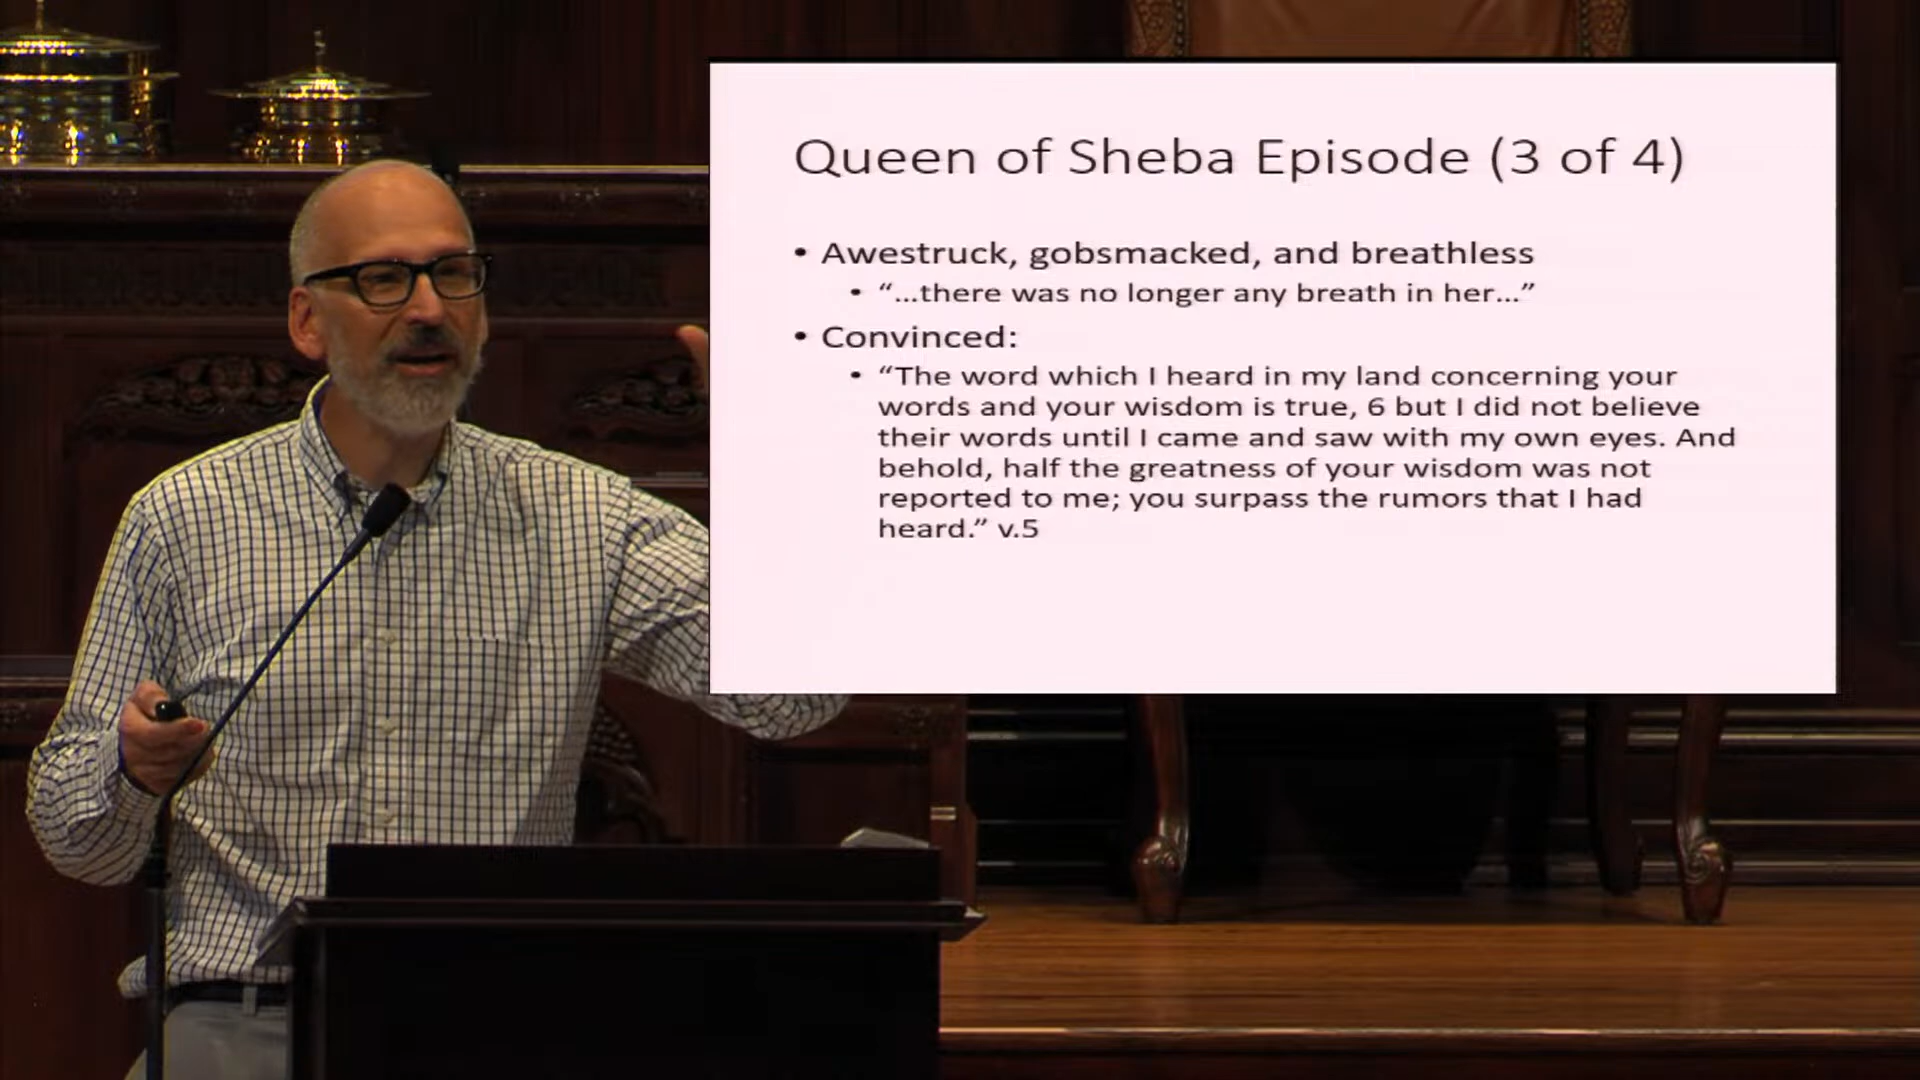 Queen of Sheba Episode (3 of 4)
• Awestruck, gobsmacked, and breathless
• “...there was no longer any breath in her...”
• Convinced:
• “The word which I heard in my land concerning your
words and your wisdom is true, 6 but I did not believe
their words until I came and saw with my own eyes. And
behold, half the greatness of your wisdom was not
reported to me; you surpass the rumors that I had
heard.” v.5